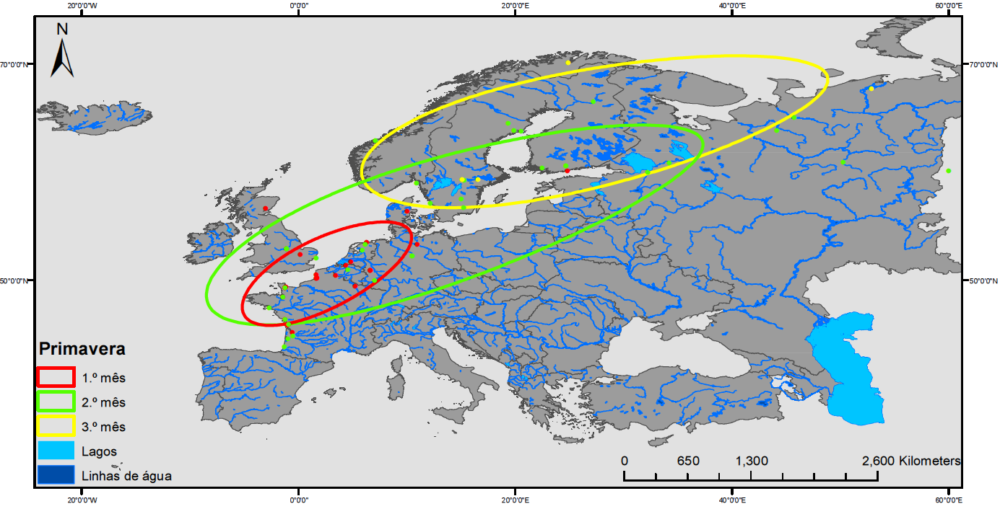 20°0'0"W 0°0'0" 20°0'0"E 40°0'0"E 60°0'0"E
N
70°0'0"N 70°0'0"N
50°0'0"N 50°0'0"N
Primavera
1.º mês
2.º mês
3.º mês
Lagos
Linhas de água
0 650 1,300 2,600 Kilometers
20°0'0"W 0°0'0" 20°0'0"E 40°0'0"E 60°0'0"E